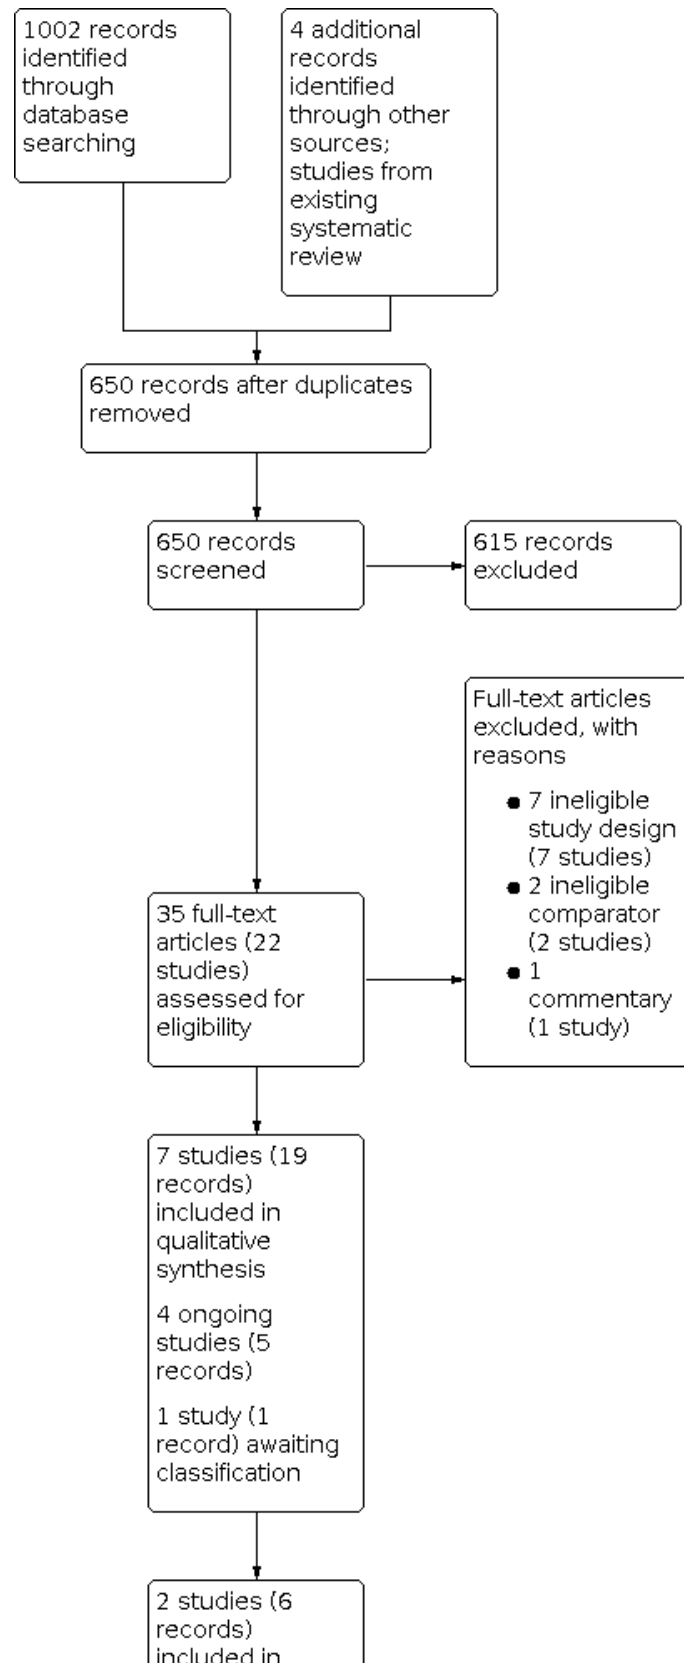 1002 records
identified
through
database
searching
4 additional
records
identified
through other
sources;
studies from
existing
systematic
review
650 records after duplicates
removed
650 records
screened
615 records
excluded
Full-text articles
excluded, with
reasons
● 7 ineligible
study design
(7 studies)
● 2 ineligible
comparator
(2 studies)
● 1
commentary
(1 study)
35 full-text
articles (22
studies)
assessed for
eligibility
7 studies (19
records)
included in
qualitative
synthesis
4 ongoing
studies (5
records)
1 study (1
record) awaiting
classification
2 studies (6
records)
included in